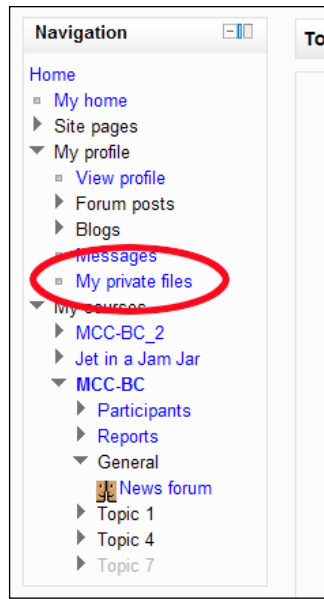 Navigation
To
Home
My home
Site pages
My profile
View profile
Forum posts
Blogs
Messages
My private files
My courses
MCC-BC_2
Jet in a Jam Jar
MCC-BC
Participants
Reports
General
News forum
Topic 1
Topic 4
Topic 7